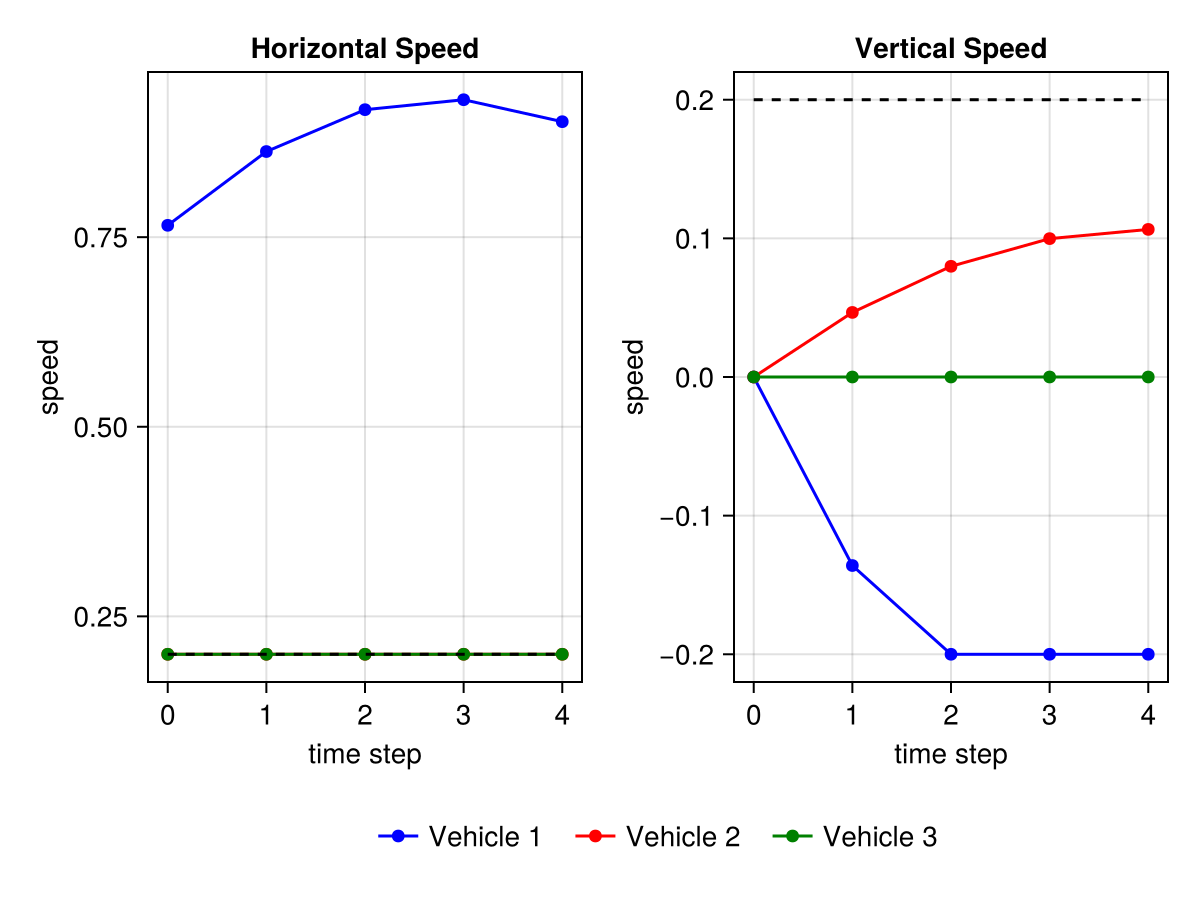 Horizontal Speed
speed
0.75
0.50
0.25
0
1
2
3
4
time step
Vertical Speed
speed
0.2
0.1
0.0
−0.1
−0.2
0
1
2
3
4
time step
Vehicle 1
Vehicle 2
Vehicle 3